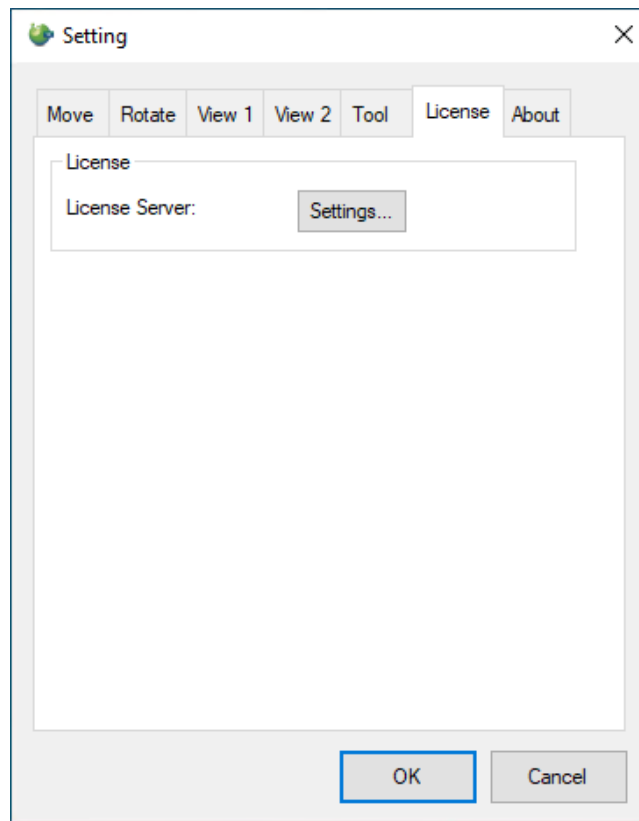 Setting
Move Rotate View 1 View 2 Tool License About
License
License Server: Settings...
OK Cancel